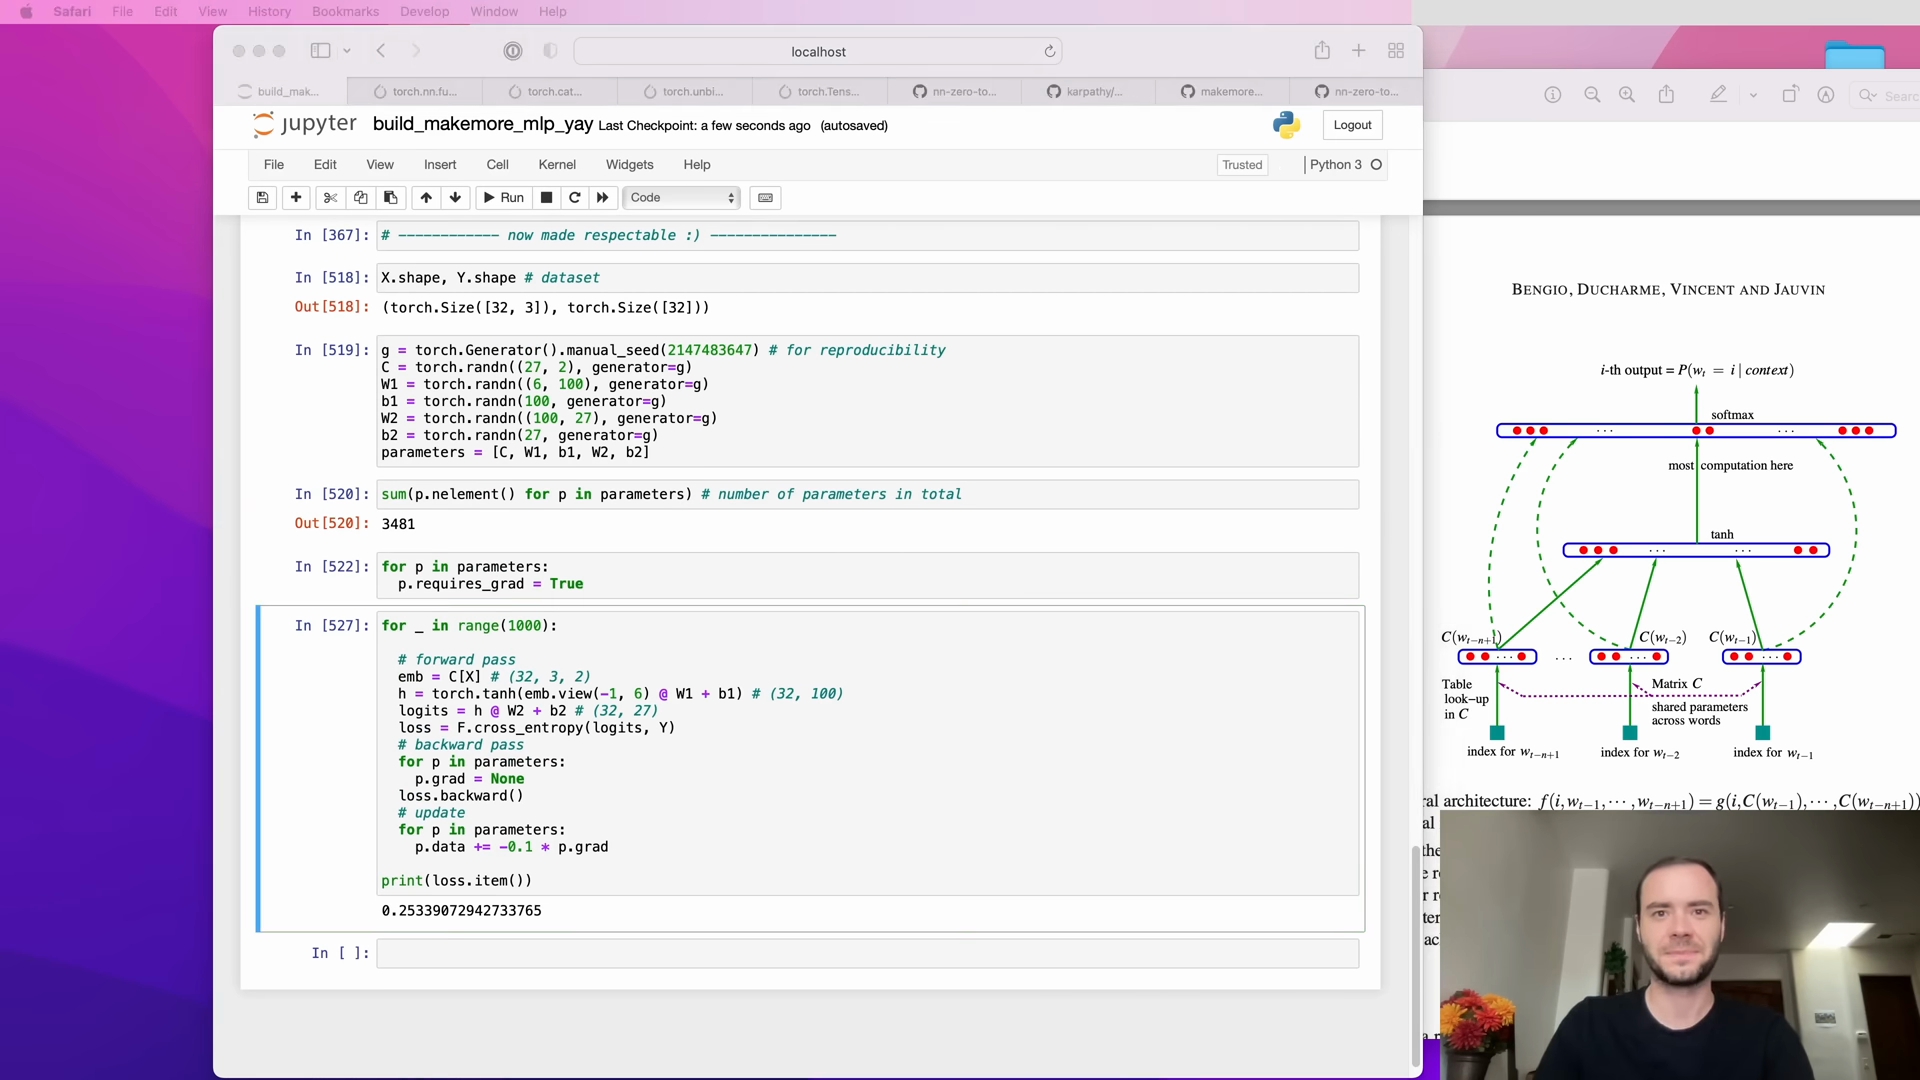 Safari File Edit View History Bookmarks Develop Window Help
localhost
build_mak... torch.nn.fu... torch.cat... torch.unbi... torch.Tens... nn-zero-to... karpathy/... makemore... nn-zero-to...
Jupyter build_makemore_mlp_yay Last Checkpoint: a few seconds ago (autosaved)
Logout
File Edit View Insert Cell Kernel Widgets Help
Trusted
Python 3
Run
Code
In [367]: # ------------ now made respectable :) ---------------
In [518]: X.shape, Y.shape # dataset
Out[518]: (torch.Size([32, 3]), torch.Size([32]))
In [519]: g = torch.Generator().manual_seed(2147483647) # for reproducibility
C = torch.randn((27, 2), generator=g)
W1 = torch.randn((6, 100), generator=g)
b1 = torch.randn(100, generator=g)
W2 = torch.randn((100, 27), generator=g)
b2 = torch.randn(27, generator=g)
parameters = [C, W1, b1, W2, b2]
In [520]: sum(p.nelement() for p in parameters) # number of parameters in total
Out[520]: 3481
In [522]: for p in parameters:
p.requires_grad = True
In [527]: for _ in range(1000):
# forward pass
emb = C[X] # (32, 3, 2)
h = torch.tanh(emb.view(-1, 6) @ W1 + b1) # (32, 100)
logits = h @ W2 + b2 # (32, 27)
loss = F.cross_entropy(logits, Y)
# backward pass
for p in parameters:
p.grad = None
loss.backward()
# update
for p in parameters:
p.data += -0.1 * p.grad
print(loss.item())
0.25339072942733765
In [ ]:
Search
BENGIO, DUCHARME, VINCENT AND JAUVIN
i-th output = P(w_t = i | context)
softmax
. . .
. . .
most computation here
tanh
. . .
. . .
C(w_{t−n+1})
C(w_{t−2})
C(w_{t−1})
. . .
Table
look−up
in C
Matrix C
shared parameters
across words
index for w_{t−n+1}
index for w_{t−2}
index for w_{t−1}
architecture: f(i,w_{t−1},···,w_{t−n+1}) = g(i,C(w_{t−1}),···,C(w_{t−n+1}))